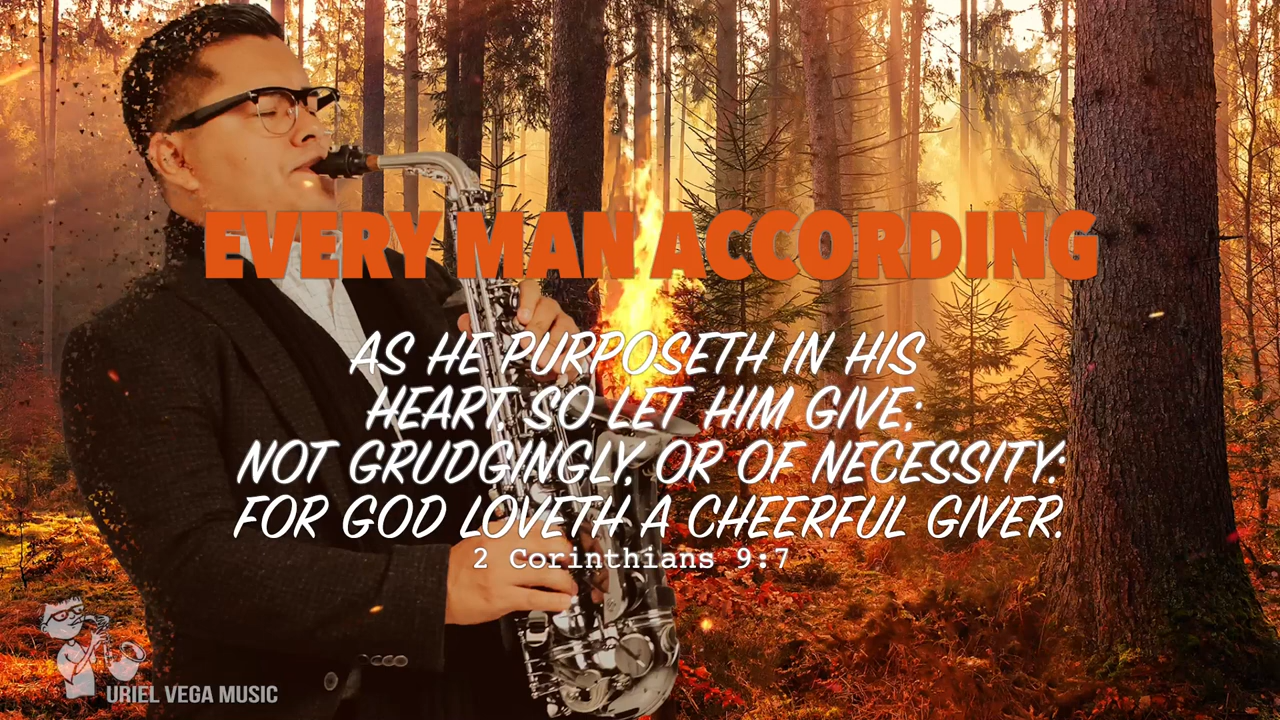 EVERY MAN ACCORDING
AS HE PURPOSETH IN HIS
HEART, SO LET HIM GIVE;
NOT GRUDGINGLY, OR OF NECESSITY:
FOR GOD LOVETH A CHEERFUL GIVER.
2 Corinthians 9:7
URIEL VEGA MUSIC